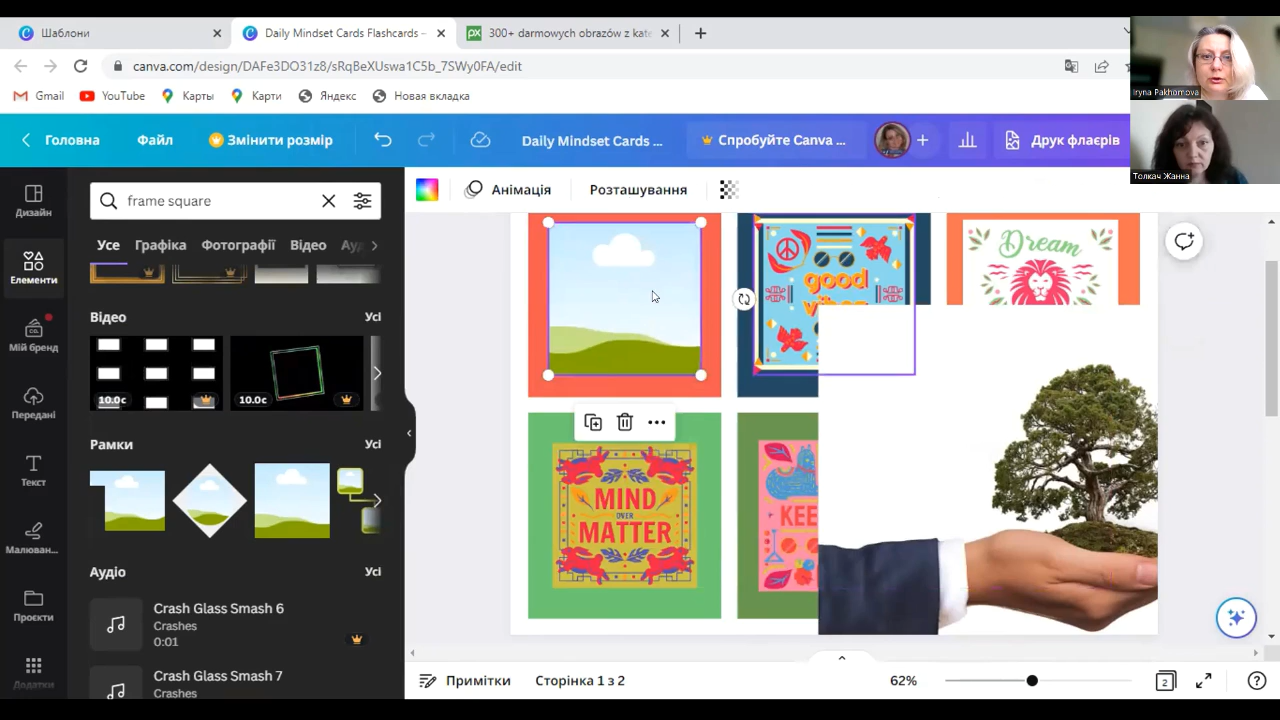 Шаблони
Daily Mindset Cards Flashcards –
300+ darmowych obrazów z kate
canva.com/design/DAFe3DO31z8/sRqBeXUswa1C5b_7SWy0FA/edit
Gmail
YouTube
Карты
Карти
Яндекс
Новая вкладка
Iryna Pakhomova
Толкач Жанна
Головна
Файл
Змінити розмір
Daily Mindset Cards ...
Спробуйте Canva ...
Друк флаєрів
Дизайн
Елементи
Мій бренд
Передані
Текст
Малюван...
Проєкти
Додатки
frame square
Усе
Графіка
Фотографії
Відео
Ау
Відео
Усі
10.0с
10.0с
Рамки
Усі
Аудіо
Усі
Crash Glass Smash 6
Crashes
0:01
Crash Glass Smash 7
Crashes
Анімація
Розташування
good
Dream
MIND
OVER
MATTER
KEE
Примітки
Сторінка 1 з 2
62%
2